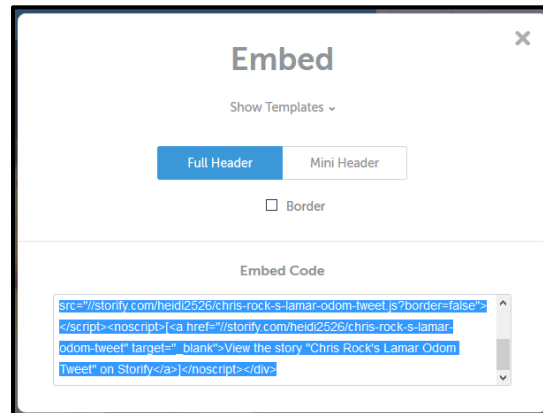 Embed
Show Templates
Full Header Mini Header
Border
Embed Code
src="//storify.com/heidi2526/chris-rock-s-lamar-odom-tweet.js?border=false">
</script><noscript>[<a href="//storify.com/heidi2526/chris-rock-s-lamar-
odom-tweet" target="_blank">View the story "Chris Rock's Lamar Odom
Tweet" on Storify</a>]</noscript></div>